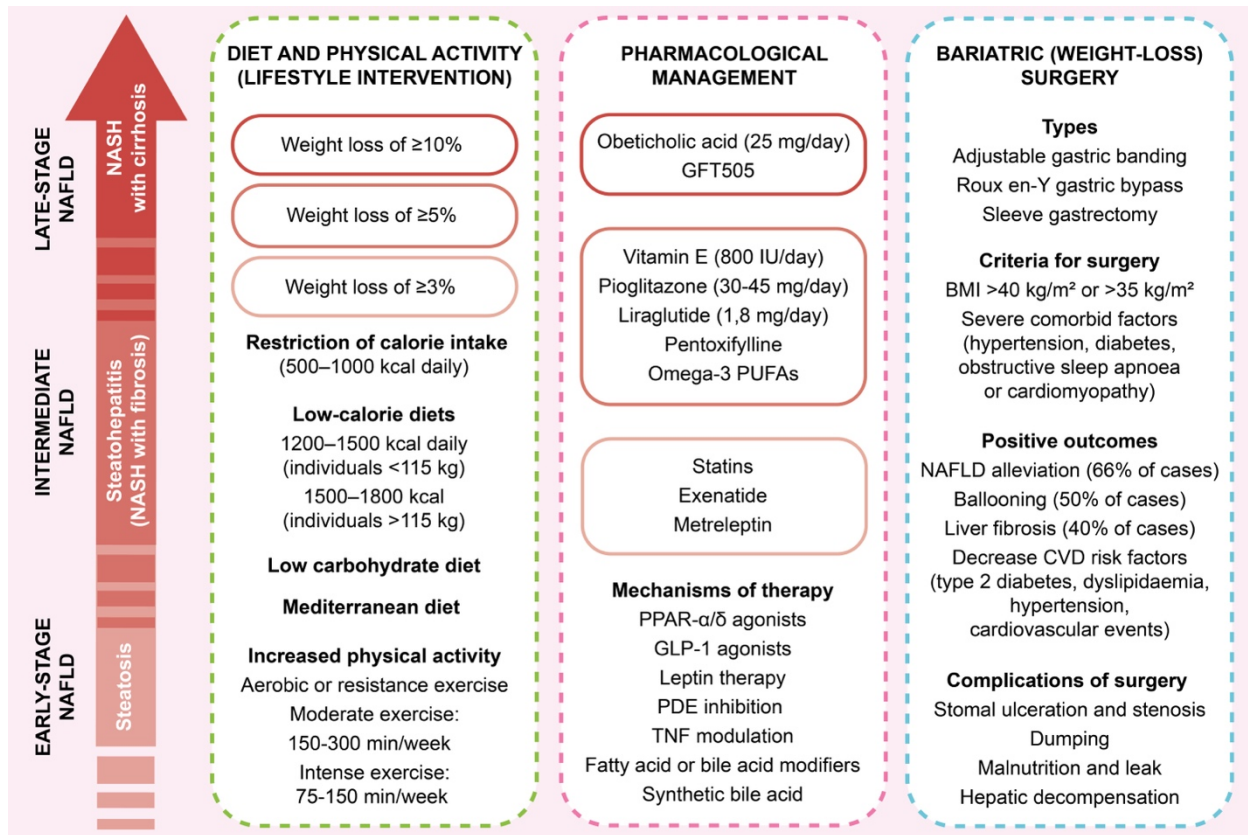 LATE-STAGE
NAFLD
NASH
with cirrhosis
INTERMEDIATE
NAFLD
Steatohepatitis
(NASH with fibrosis)
EARLY-STAGE
NAFLD
Steatosis
DIET AND PHYSICAL ACTIVITY
(LIFESTYLE INTERVENTION)
Weight loss of ≥10%
Weight loss of ≥5%
Weight loss of ≥3%
Restriction of calorie intake
(500–1000 kcal daily)
Low-calorie diets
1200–1500 kcal daily
(individuals <115 kg)
1500–1800 kcal
(individuals >115 kg)
Low carbohydrate diet
Mediterranean diet
Increased physical activity
Aerobic or resistance exercise
Moderate exercise:
150-300 min/week
Intense exercise:
75-150 min/week
PHARMACOLOGICAL
MANAGEMENT
Obeticholic acid (25 mg/day)
GFT505
Vitamin E (800 IU/day)
Pioglitazone (30-45 mg/day)
Liraglutide (1,8 mg/day)
Pentoxifylline
Omega-3 PUFAs
Statins
Exenatide
Metreleptin
Mechanisms of therapy
PPAR-α/δ agonists
GLP-1 agonists
Leptin therapy
PDE inhibition
TNF modulation
Fatty acid or bile acid modifiers
Synthetic bile acid
BARIATRIC (WEIGHT-LOSS)
SURGERY
Types
Adjustable gastric banding
Roux en-Y gastric bypass
Sleeve gastrectomy
Criteria for surgery
BMI >40 kg/m² or >35 kg/m²
Severe comorbid factors
(hypertension, diabetes,
obstructive sleep apnoea
or cardiomyopathy)
Positive outcomes
NAFLD alleviation (66% of cases)
Ballooning (50% of cases)
Liver fibrosis (40% of cases)
Decrease CVD risk factors
(type 2 diabetes, dyslipidaemia,
hypertension,
cardiovascular events)
Complications of surgery
Stomal ulceration and stenosis
Dumping
Malnutrition and leak
Hepatic decompensation